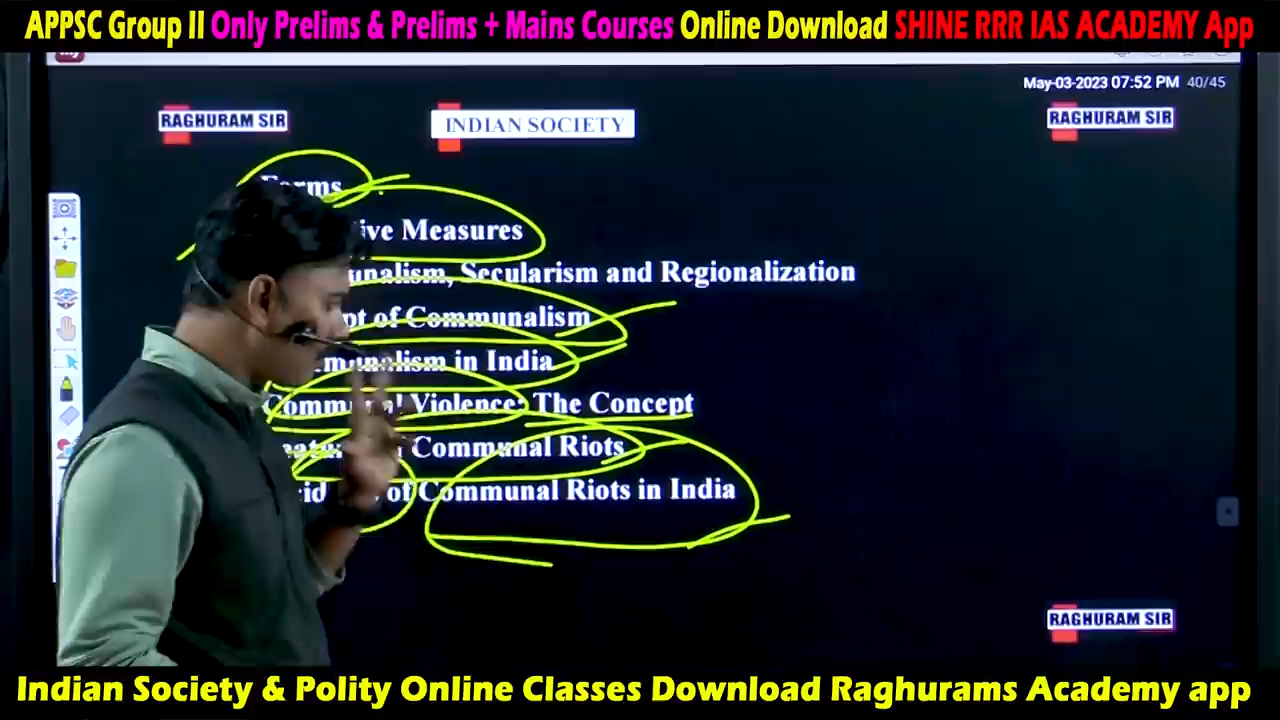 APPSC Group II Only Prelims & Prelims + Mains Courses Online Download SHINE RRR IAS ACADEMY App
May-03-2023 07:52 PM 40/45
RAGHURAM SIR
INDIAN SOCIETY
RAGHURAM SIR
Forms
Measures
Secularism and Regionalization
of Communalism
in India
Communal Violence: The Concept
Communal Riots
of Communal Riots in India
RAGHURAM SIR
Indian Society & Polity Online Classes Download Raghurams Academy app